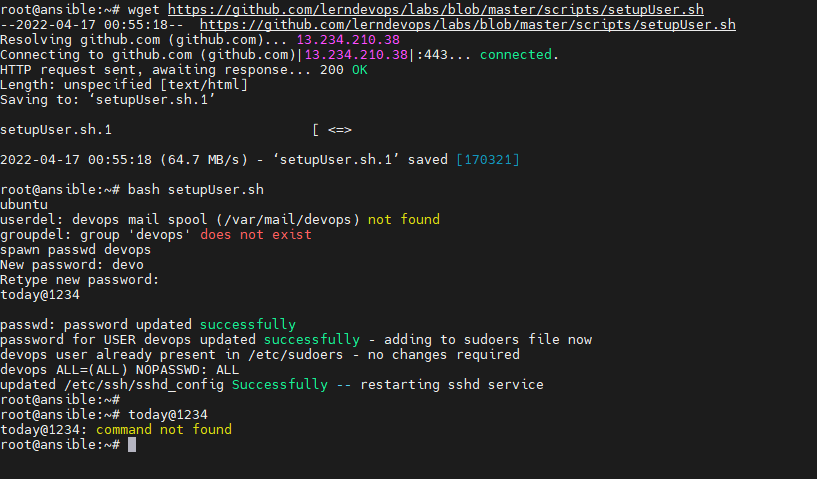 root@ansible:~# wget https://github.com/lerndevops/labs/blob/master/scripts/setupUser.sh
--2022-04-17 00:55:18-- https://github.com/lerndevops/labs/blob/master/scripts/setupUser.sh
Resolving github.com (github.com)... 13.234.210.38
Connecting to github.com (github.com)|13.234.210.38|:443... connected.
HTTP request sent, awaiting response... 200 OK
Length: unspecified [text/html]
Saving to: ‘setupUser.sh.1’
setupUser.sh.1 [ <=>
2022-04-17 00:55:18 (64.7 MB/s) - ‘setupUser.sh.1’ saved [170321]
root@ansible:~# bash setupUser.sh
ubuntu
userdel: devops mail spool (/var/mail/devops) not found
groupdel: group 'devops' does not exist
spawn passwd devops
New password: devo
Retype new password:
today@1234
passwd: password updated successfully
password for USER devops updated successfully - adding to sudoers file now
devops user already present in /etc/sudoers - no changes required
devops ALL=(ALL) NOPASSWD: ALL
updated /etc/ssh/sshd_config Successfully -- restarting sshd service
root@ansible:~#
root@ansible:~# today@1234
today@1234: command not found
root@ansible:~#